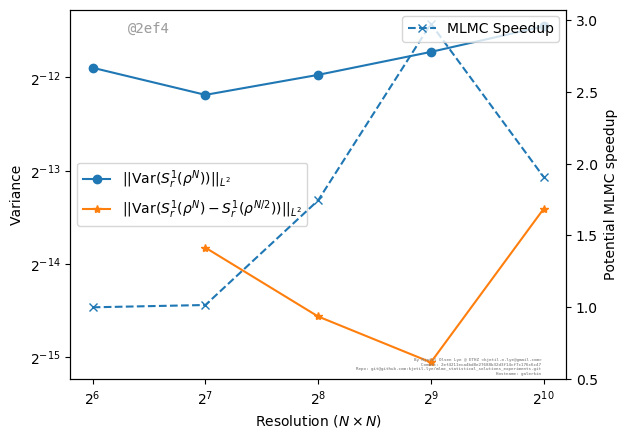 @2ef4
MLMC Speedup
||Var(S_r^1(ρ^N))||_{L^2}
||Var(S_r^1(ρ^N) − S_r^1(ρ^{N/2}))||_{L^2}
Variance
2^{-12}
2^{-13}
2^{-14}
2^{-15}
3.0
2.5
2.0
1.5
1.0
0.5
Potential MLMC speedup
2^6
2^7
2^8
2^9
2^{10}
Resolution (N × N)